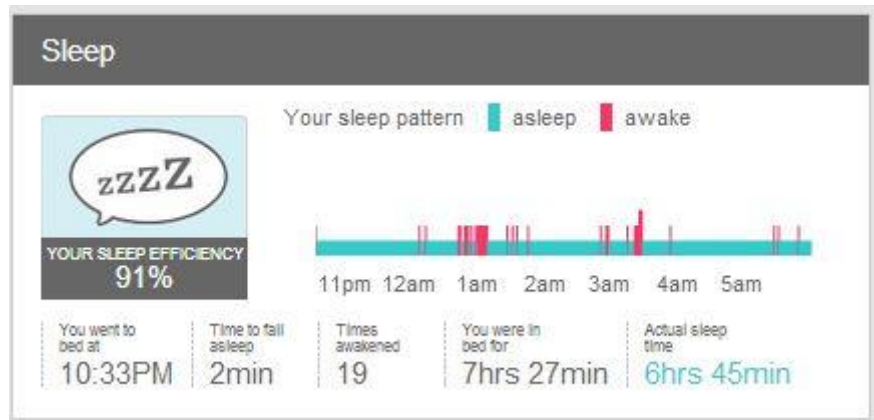 Sleep
Your sleep pattern asleep awake
zzzZ
YOUR SLEEP EFFICIENCY
91%
11pm 12am 1am 2am 3am 4am 5am
You went to
bed at
10:33PM
Time to fall
asleep
2min
Times
awakened
19
You were in
bed for
7hrs 27min
Actual sleep
time
6hrs 45min